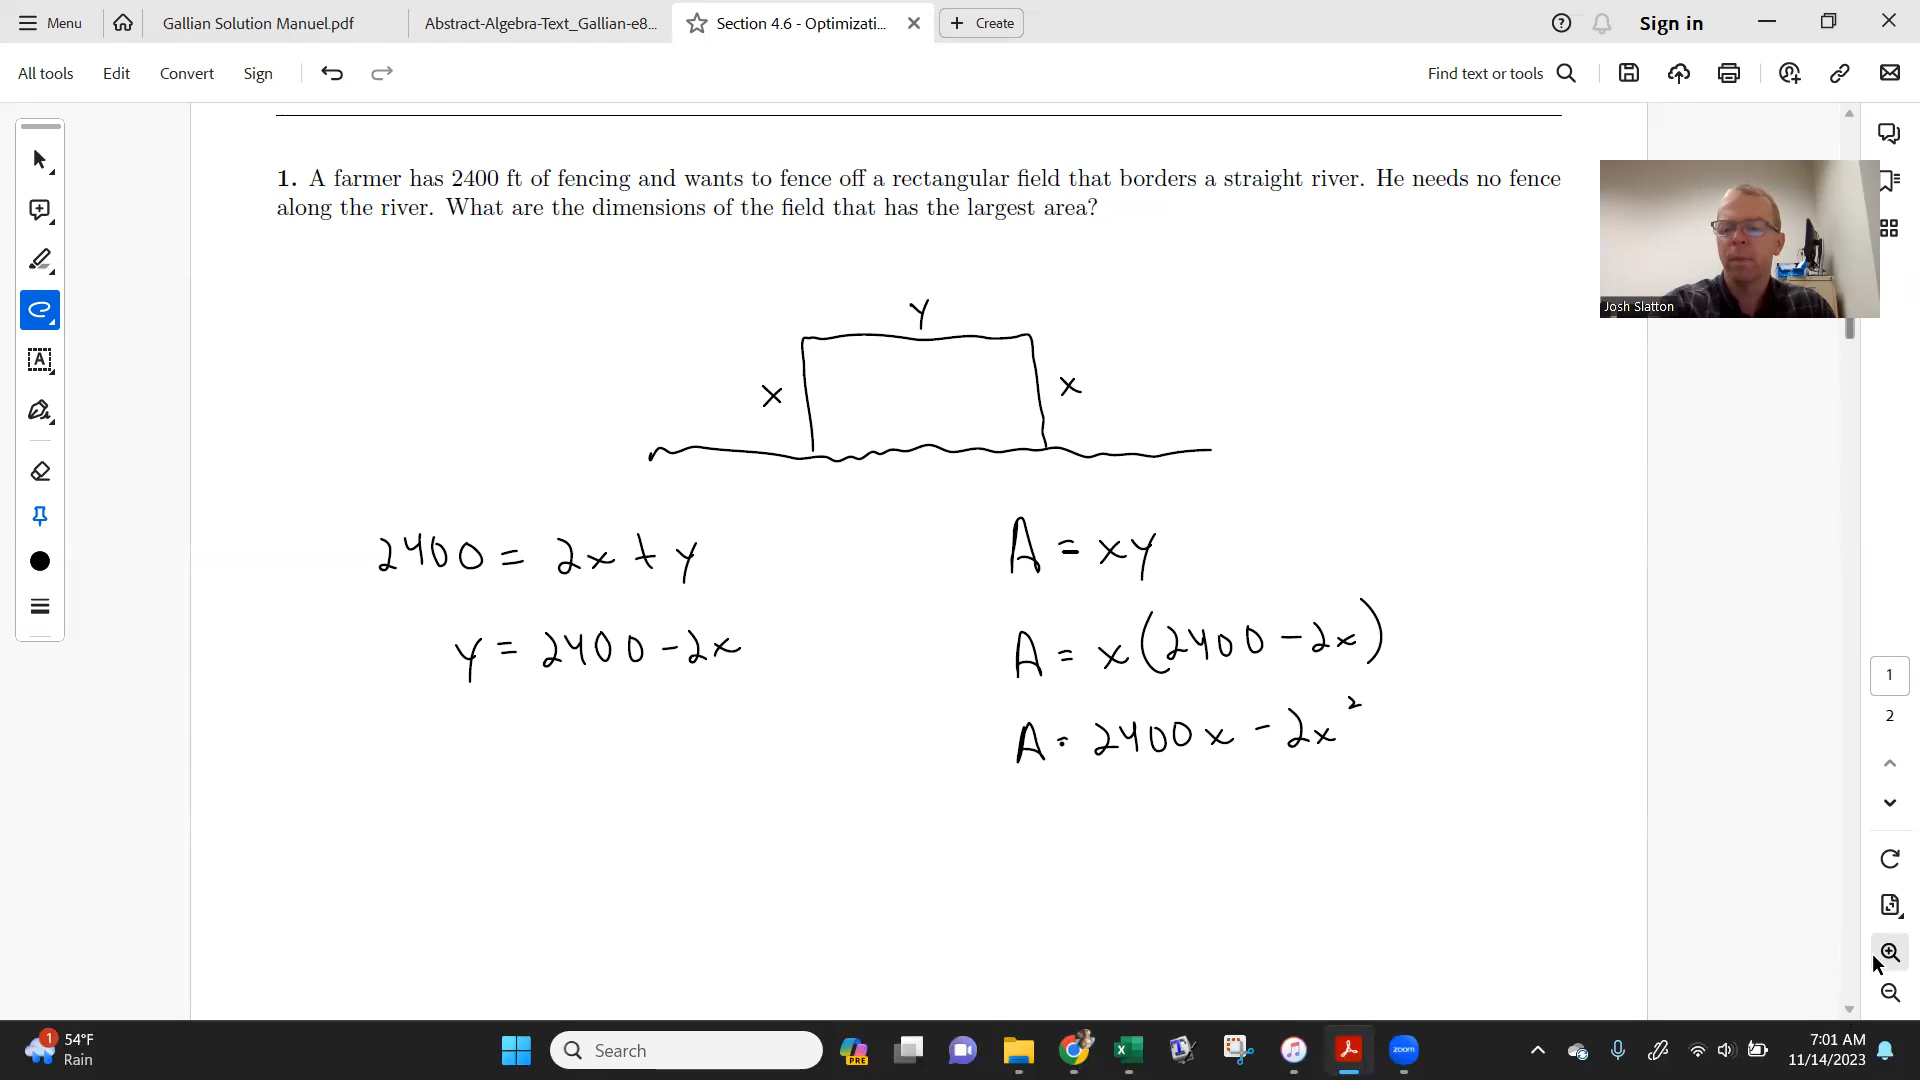 Menu
Gallian Solution Manuel.pdf
Abstract-Algebra-Text_Gallian-e8...
Section 4.6 - Optimizati...
Create
Sign in
All tools
Edit
Convert
Sign
Find text or tools
1. A farmer has 2400 ft of fencing and wants to fence off a rectangular field that borders a straight river. He needs no fence
along the river. What are the dimensions of the field that has the largest area?
Josh Slatton
Y
x
x
2400 = 2x + y
A = xy
y = 2400 - 2x
A = x(2400 - 2x)
A = 2400x - 2x²
A
1
2
1
54°F
Rain
Search
PRE
zoom
7:01 AM
11/14/2023